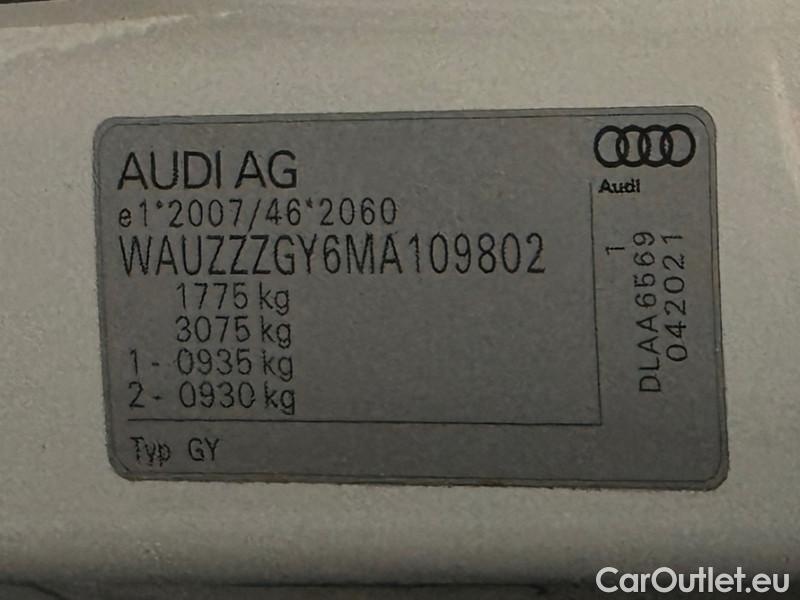 AUDI AG
Audi
e1*2007/46*2060
WAUZZZGY6MA109802
1775 kg
3075 kg
1 - 0935 kg
2 - 0930 kg
Typ GY
1
DLAA6569
042021
CarOutlet.eu